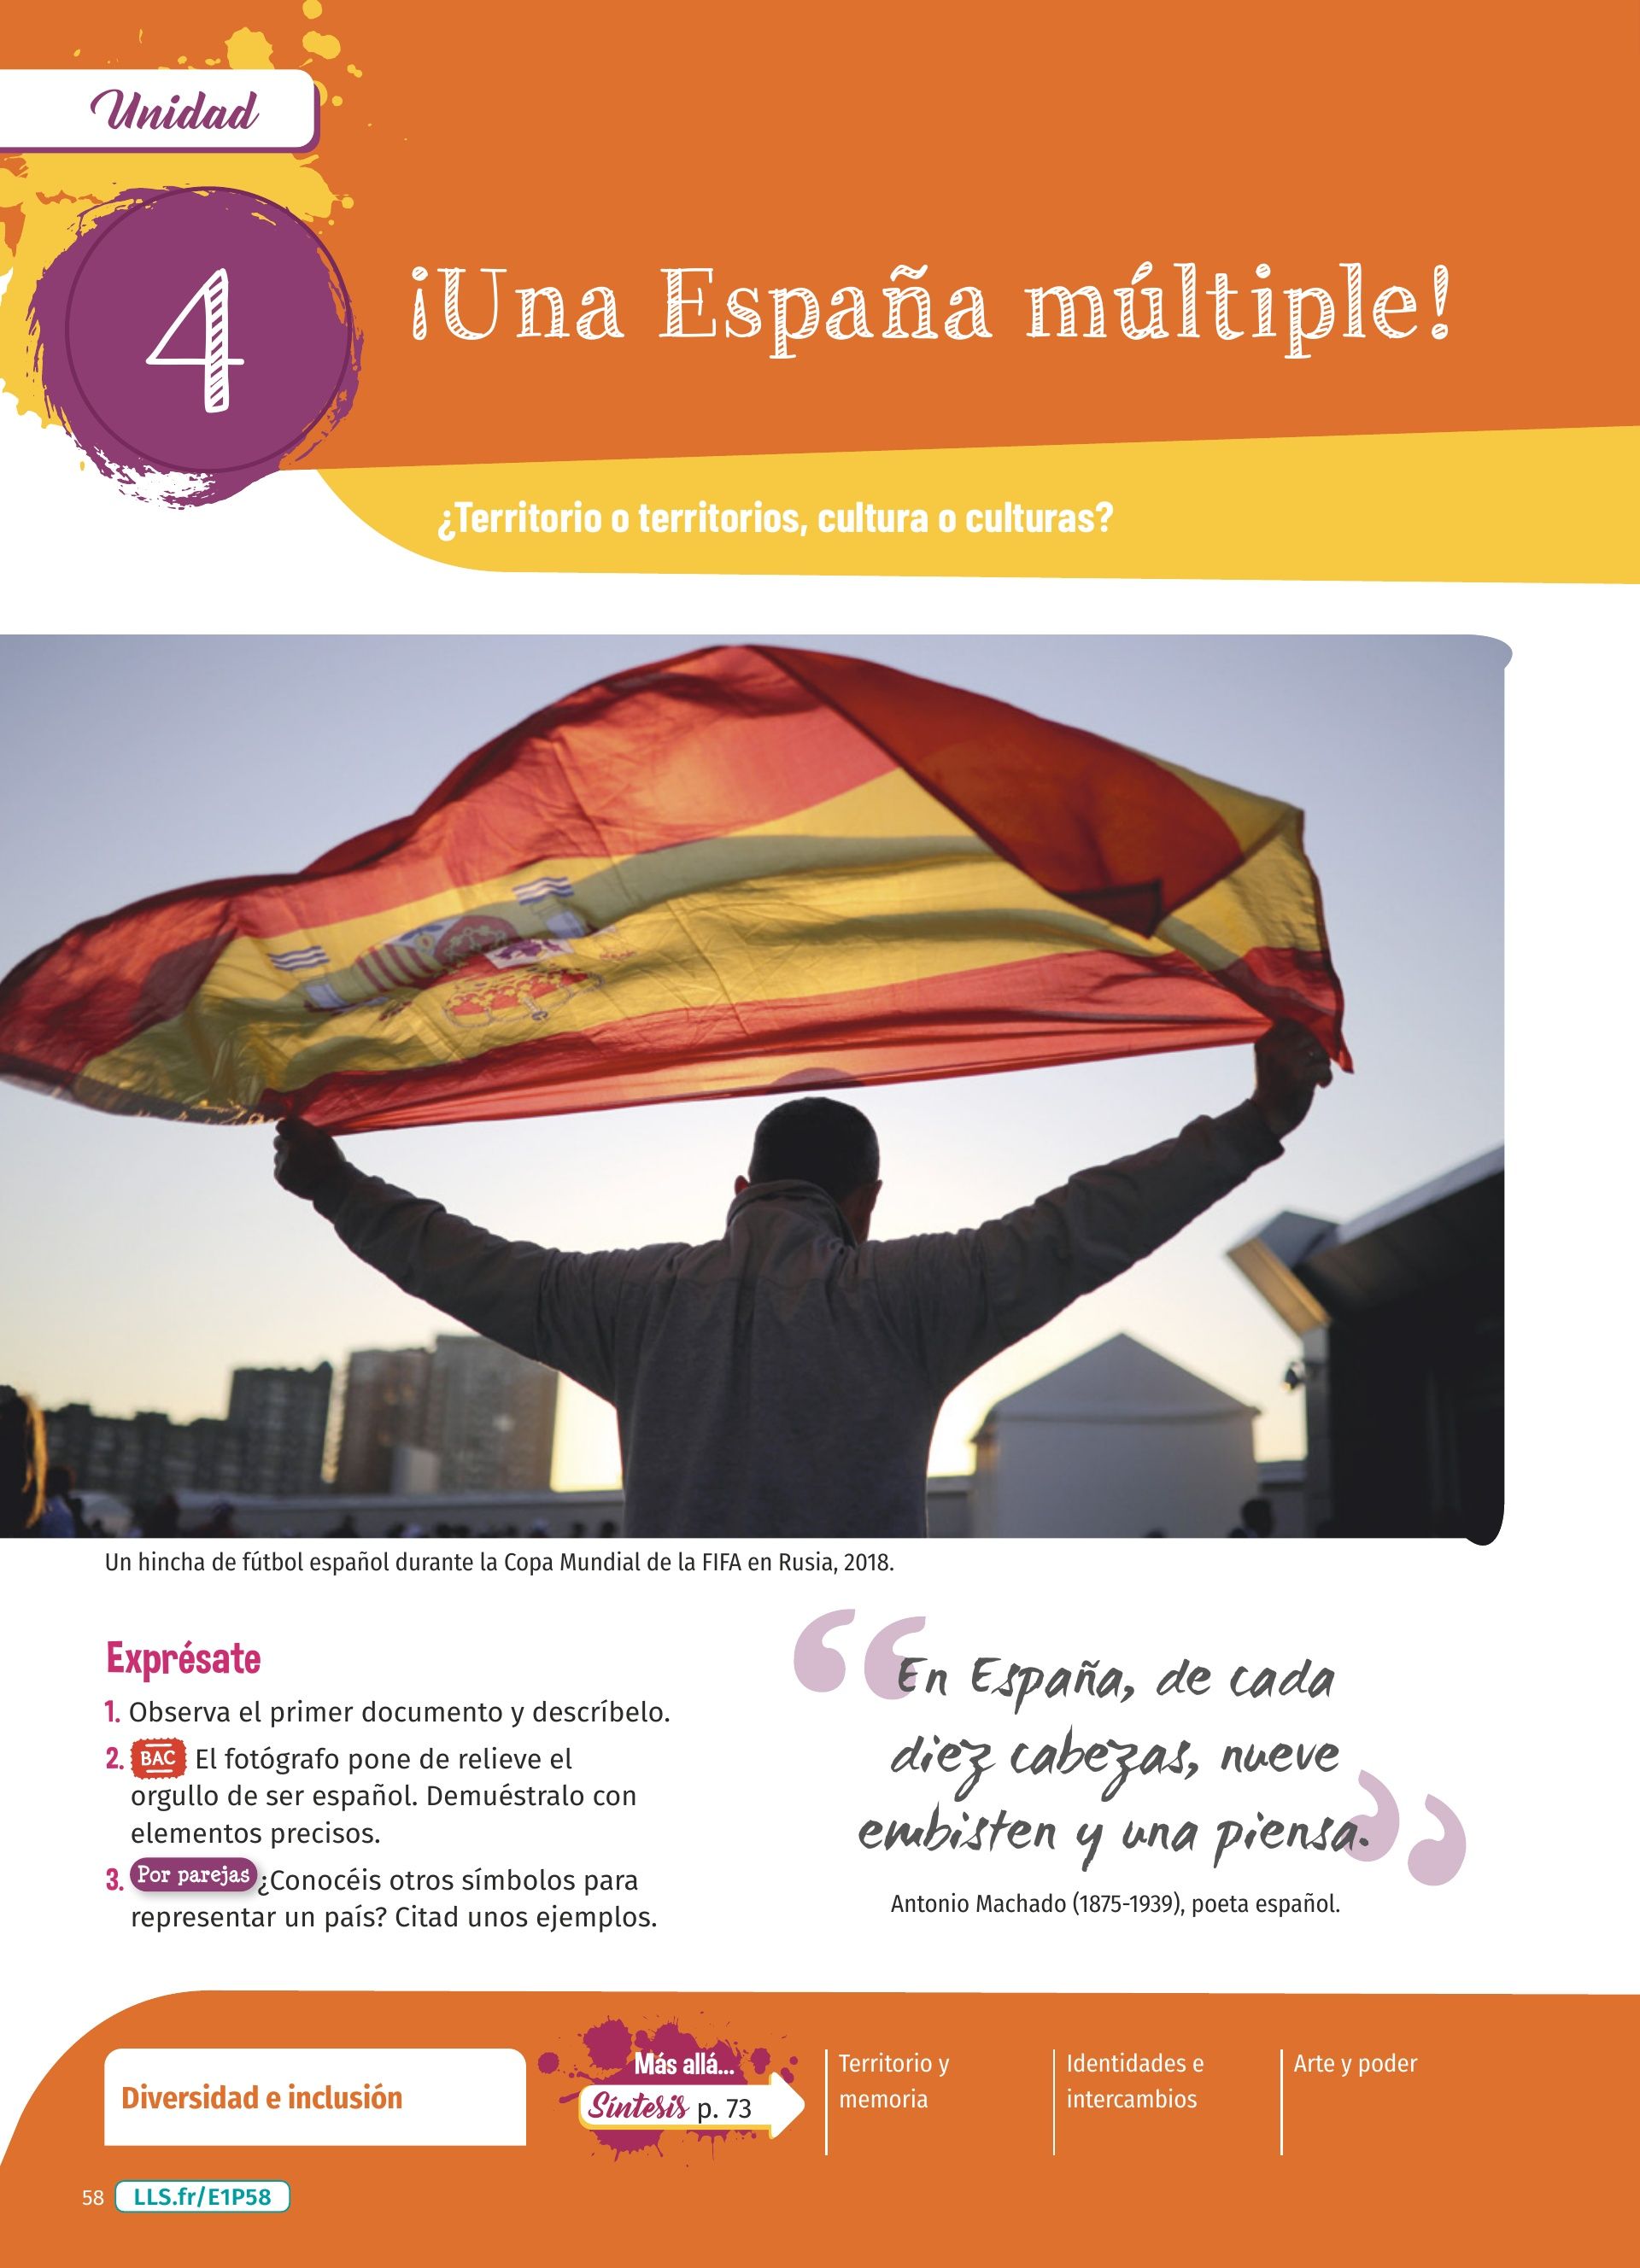 Unidad
4
¡Una España múltiple!
¿Territorio o territorios, cultura o culturas?
Un hincha de fútbol español durante la Copa Mundial de la FIFA en Rusia, 2018.
Exprésate
1. Observa el primer documento y descríbelo.
2. BAC El fotógrafo pone de relieve el
orgullo de ser español. Demuéstralo con
elementos precisos.
3. Por parejas ¿Conocéis otros símbolos para
representar un país? Citad unos ejemplos.
“En España, de cada
diez cabezas, nueve
embisten y una piensa.”
Antonio Machado (1875-1939), poeta español.
Diversidad e inclusión
Más allá...
Síntesis p. 73
Territorio y
memoria
Identidades e
intercambios
Arte y poder
58 LLS.fr/E1P58